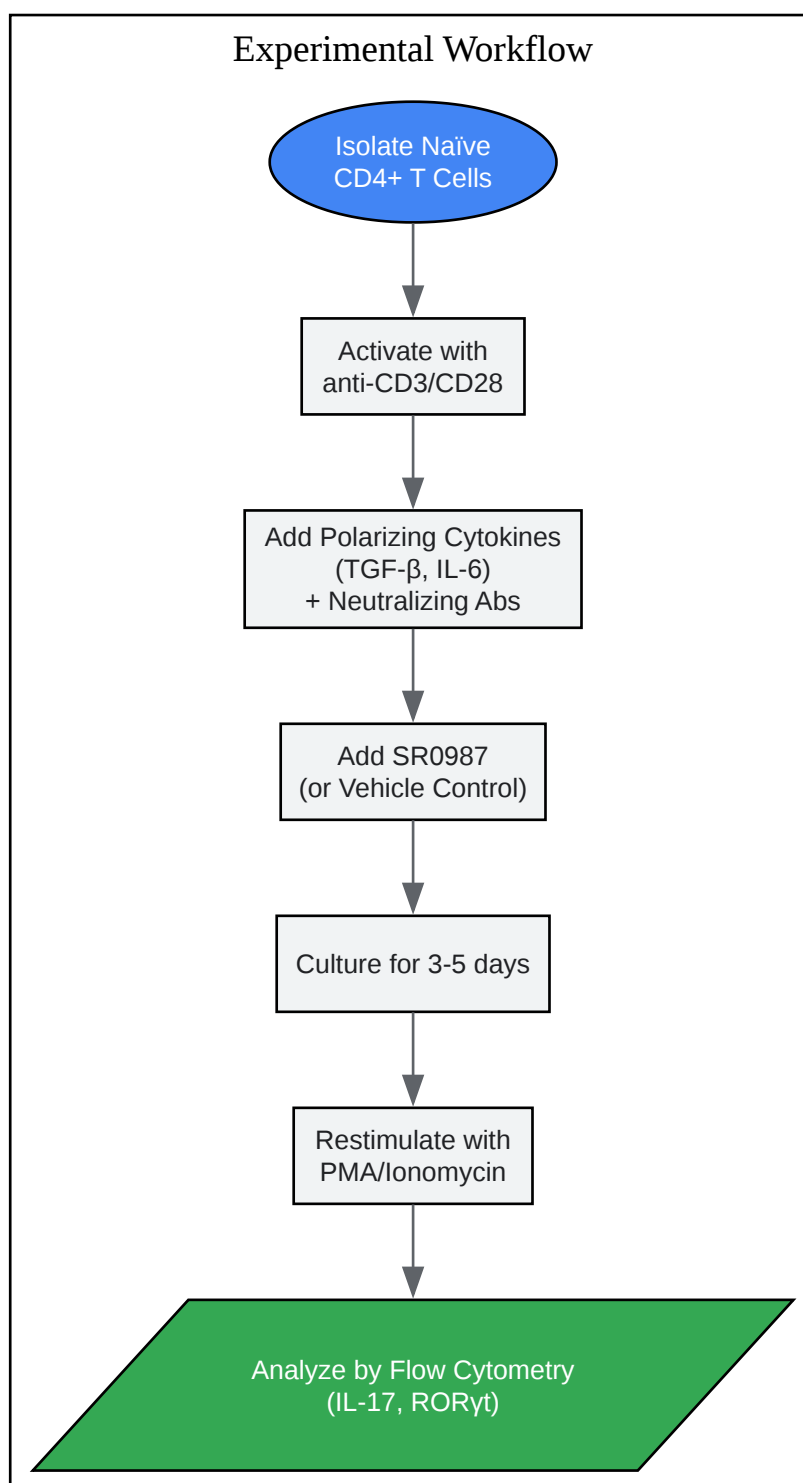 Experimental Workflow
Isolate Naïve
CD4+ T Cells
Activate with
anti-CD3/CD28
Add Polarizing Cytokines
(TGF-β, IL-6)
+ Neutralizing Abs
Add SR0987
(or Vehicle Control)
Culture for 3-5 days
Restimulate with
PMA/Ionomycin
Analyze by Flow Cytometry
(IL-17, RORγt)